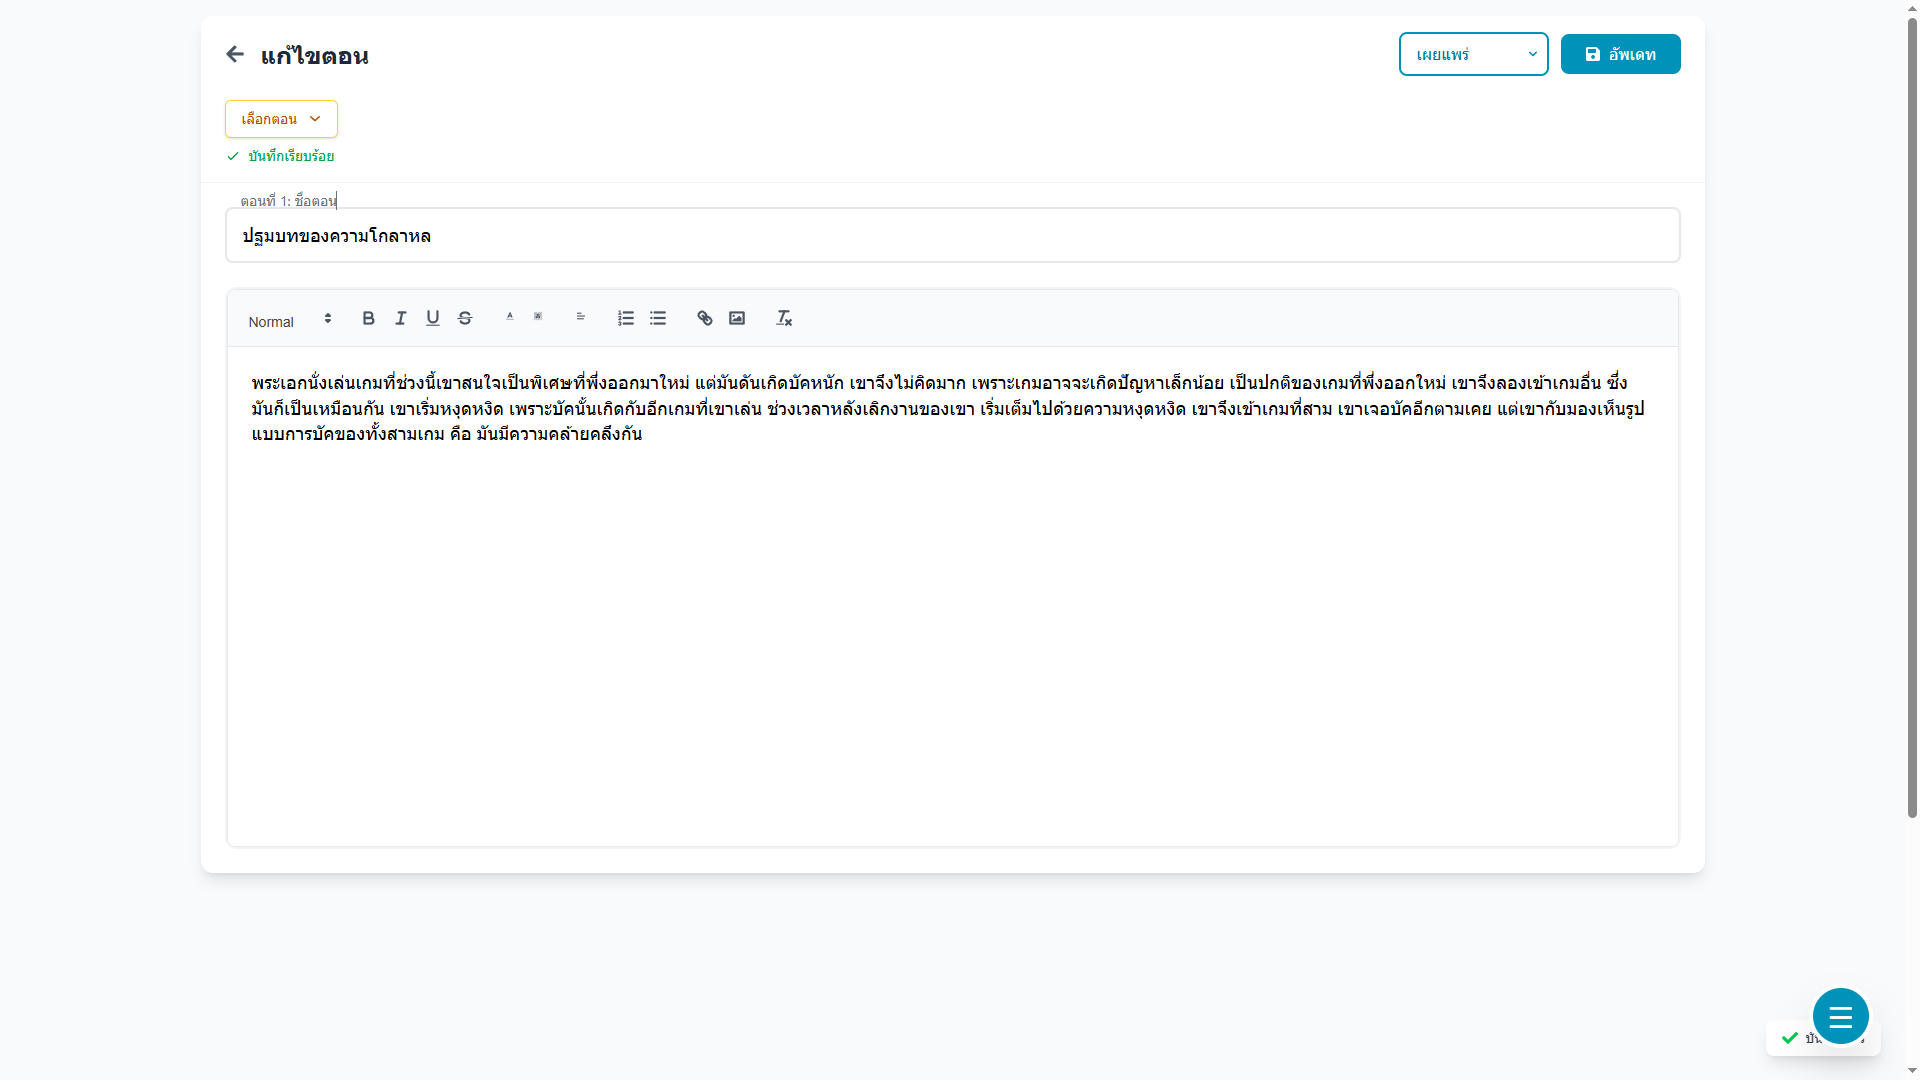 แก้ไขตอน
เผยแพร่
อัพเดท
เลือกตอน
บันทึกเรียบร้อย
ตอนที่ 1: ชื่อตอน
ปฐมบทของความโกลาหล
Normal
พระเอกนั่งเล่นเกมที่ช่วงนี้เขาสนใจเป็นพิเศษที่พึ่งออกมาใหม่ แต่มันดันเกิดบัคหนัก เขาจึงไม่คิดมาก เพราะเกมอาจจะเกิดปัญหาเล็กน้อย เป็นปกติของเกมที่พึ่งออกใหม่ เขาจึงลองเข้าเกมอื่น ซึ่ง
มันก็เป็นเหมือนกัน เขาเริ่มหงุดหงิด เพราะบัคนั้นเกิดกับอีกเกมที่เขาเล่น ช่วงเวลาหลังเลิกงานของเขา เริ่มเต็มไปด้วยความหงุดหงิด เขาจึงเข้าเกมที่สาม เขาเจอบัคอีกตามเคย แต่เขากับมองเห็นรูป
แบบการบัคของทั้งสามเกม คือ มันมีความคล้ายคลึงกัน